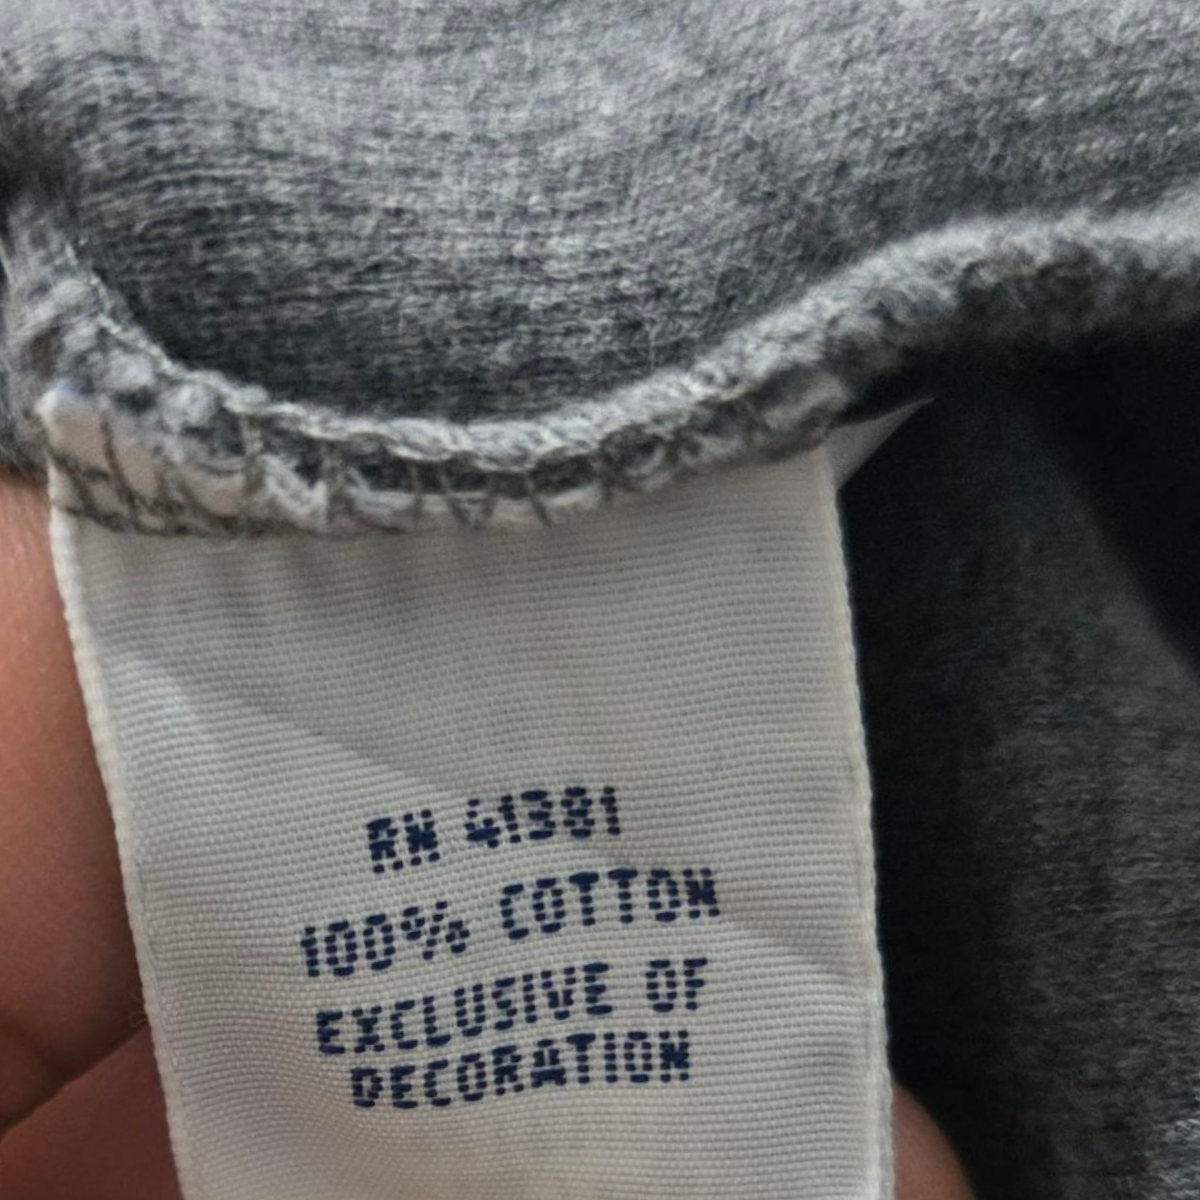 RN 41381
100% COTTON
EXCLUSIVE OF
DECORATION